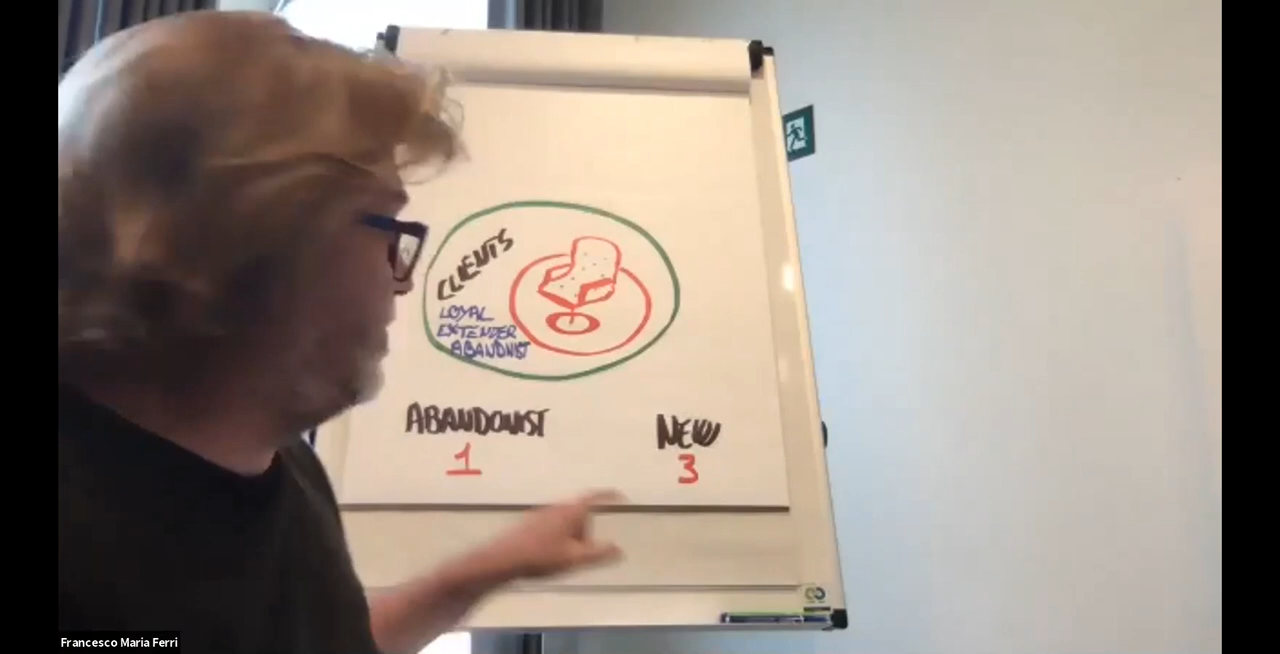 CLIENTS
LOYAL
EXTENDER
ABANDONIST
ABANDONIST
NEW
1
3
Francesco Maria Ferri